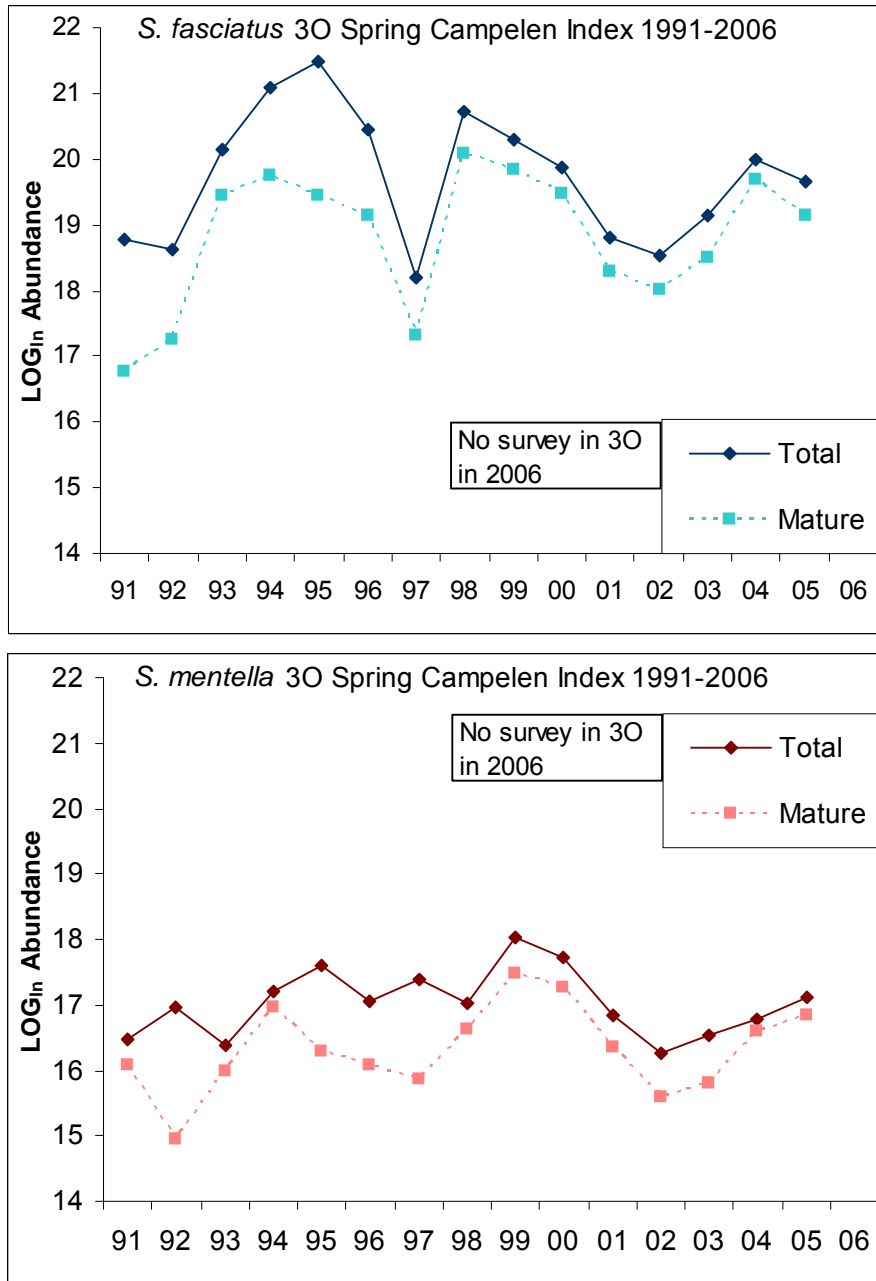 S. fasciatus 3O Spring Campelen Index 1991-2006
22
21
20
19
18
17
16
15
14
LOGln Abundance
No survey in 3O
in 2006
Total
Mature
91 92 93 94 95 96 97 98 99 00 01 02 03 04 05 06
S. mentella 3O Spring Campelen Index 1991-2006
22
21
20
19
18
17
16
15
14
LOGln Abundance
No survey in 3O
in 2006
Total
Mature
91 92 93 94 95 96 97 98 99 00 01 02 03 04 05 06